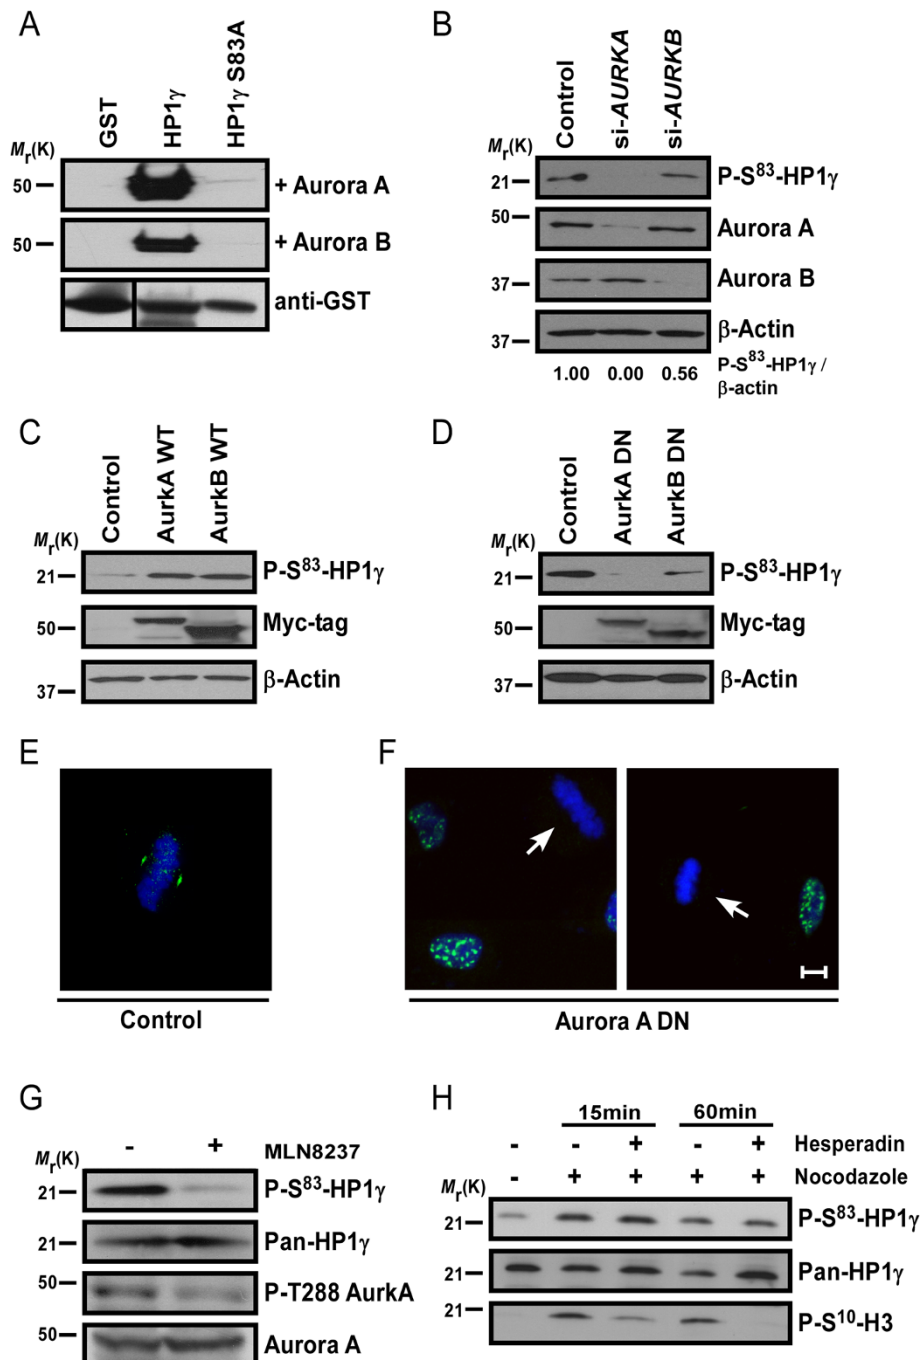 A
GST
HP1γ
HP1γ S83A
Mr(K)
50
+ Aurora A
50
+ Aurora B
anti-GST
B
Control
si-AURKA
si-AURKB
Mr(K)
21
P-S83-HP1γ
50
Aurora A
37
Aurora B
37
β-Actin
1.00 0.00 0.56
P-S83-HP1γ /
β-actin
C
Control
AurkA WT
AurkB WT
Mr(K)
21
P-S83-HP1γ
50
Myc-tag
37
β-Actin
D
Control
AurkA DN
AurkB DN
Mr(K)
21
P-S83-HP1γ
50
Myc-tag
37
β-Actin
E
Control
F
Aurora A DN
G
- + MLN8237
Mr(K)
21
P-S83-HP1γ
21
Pan-HP1γ
50
P-T288 AurkA
50
Aurora A
H
15min 60min
- - + - + Hesperadin
- + + + + Nocodazole
Mr(K)
21
P-S83-HP1γ
21
Pan-HP1γ
21
P-S10-H3